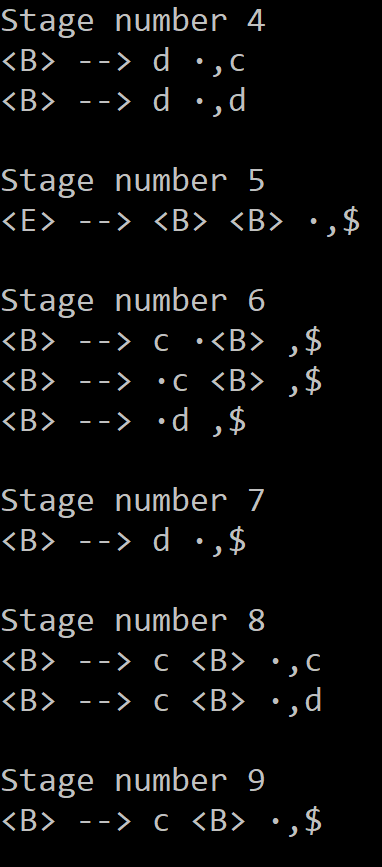 Stage number 4
<B> --> d ·,c
<B> --> d ·,d
Stage number 5
<E> --> <B> <B> ·,$
Stage number 6
<B> --> c ·<B> ,$
<B> --> ·c <B> ,$
<B> --> ·d ,$
Stage number 7
<B> --> d ·,$
Stage number 8
<B> --> c <B> ·,c
<B> --> c <B> ·,d
Stage number 9
<B> --> c <B> ·,$